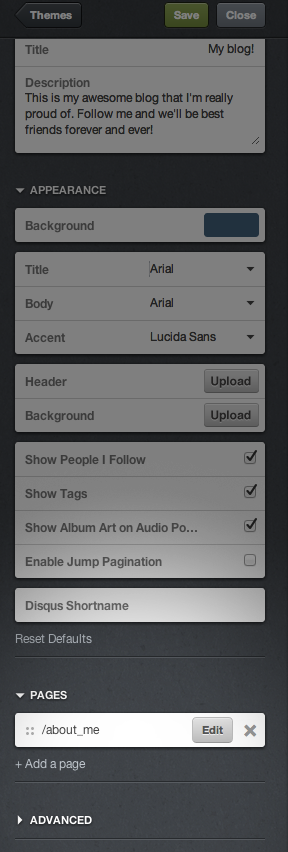 Themes Save Close
Title My blog!
Description
This is my awesome blog that I'm really
proud of. Follow me and we'll be best
friends forever and ever!
APPEARANCE
Background
Title Arial
Body Arial
Accent Lucida Sans
Header Upload
Background Upload
Show People I Follow
Show Tags
Show Album Art on Audio Po...
Enable Jump Pagination
Disqus Shortname
Reset Defaults
PAGES
/about_me Edit
+ Add a page
ADVANCED